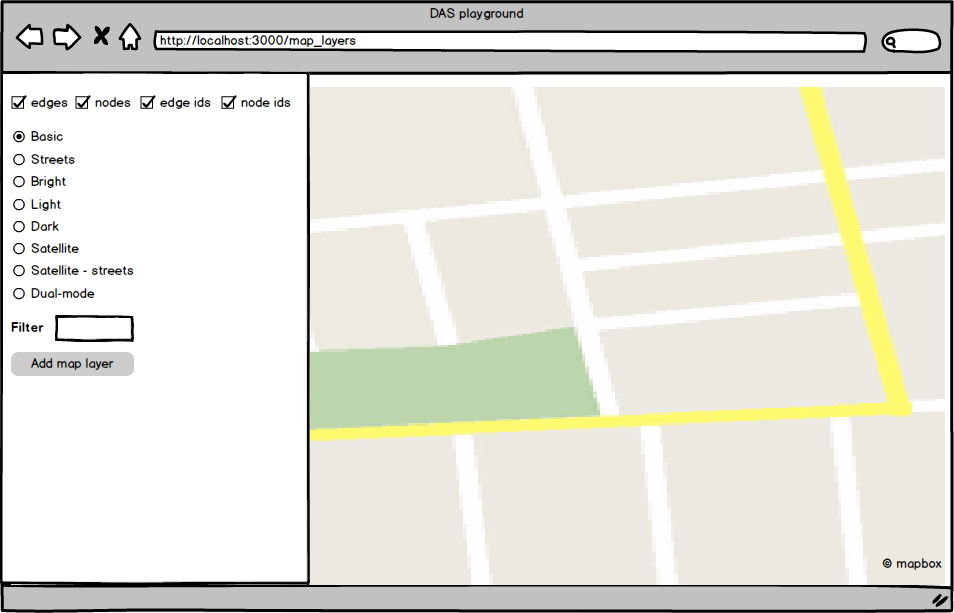 DAS playground
http://localhost:3000/map_layers
edges nodes edge ids node ids
Basic
Streets
Bright
Light
Dark
Satellite
Satellite - streets
Dual-mode
Filter
Add map layer
© mapbox